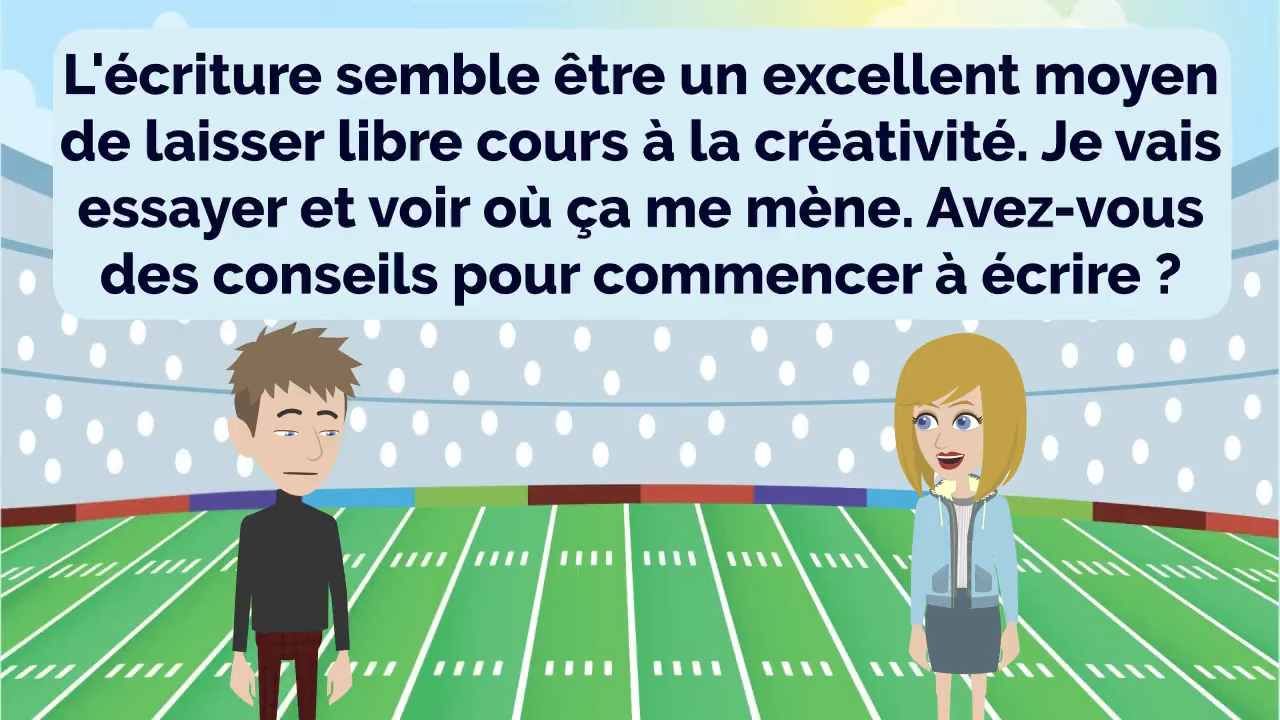 L'écriture semble être un excellent moyen
de laisser libre cours à la créativité. Je vais
essayer et voir où ça me mène. Avez-vous
des conseils pour commencer à écrire ?